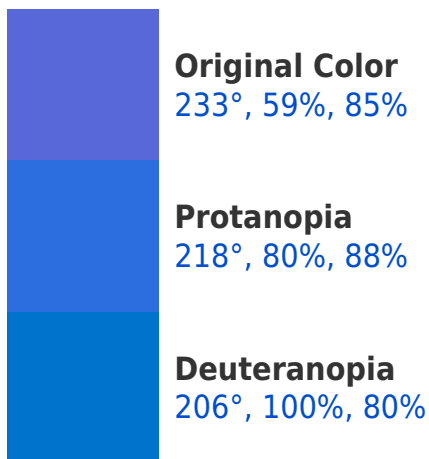 Original Color
233°, 59%, 85%
Protanopia
218°, 80%, 88%
Deuteranopia
206°, 100%, 80%